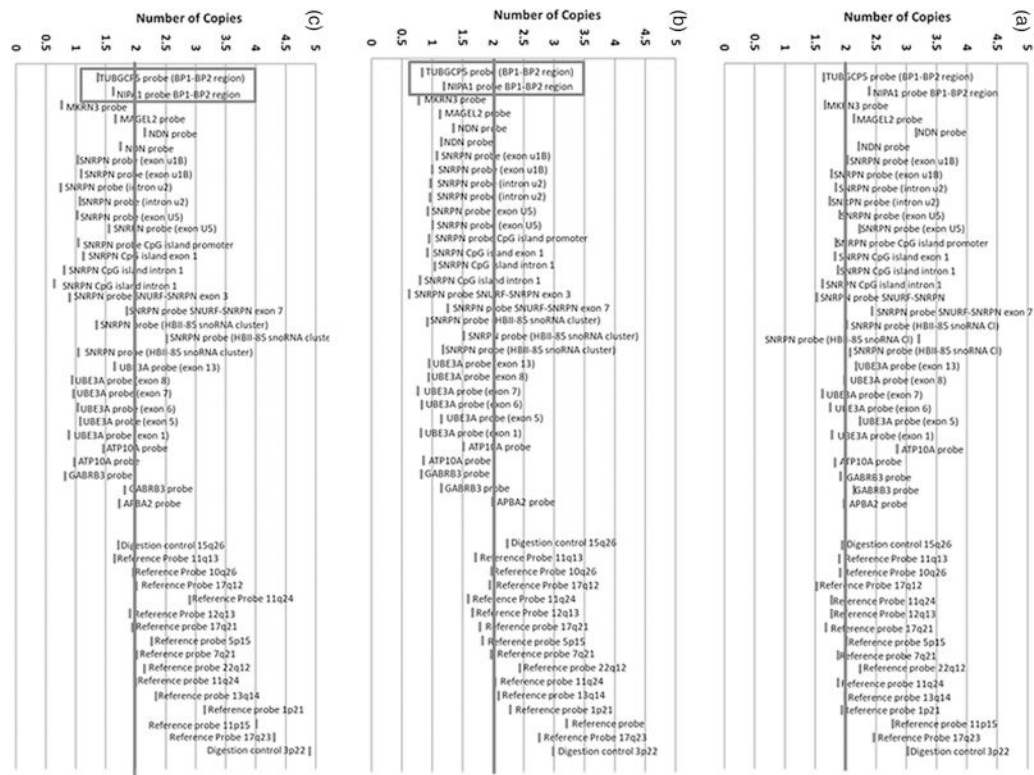 (c)
Number of Copies
0 0.5 1 1.5 2 2.5 3 3.5 4 4.5 5
TUBGCP5 probe (BP1-BP2 region)
NIPA1 probe BP1-BP2 region
MKRN3 probe
MAGEL2 probe
NDN probe
NDN probe
SNRPN probe (exon u1B)
SNRPN probe (exon u1B)
SNRPN probe (intron u2)
SNRPN probe (intron u2)
SNRPN probe (exon U5)
SNRPN probe (exon U5)
SNRPN probe CpG island promoter
SNRPN CpG island exon 1
SNRPN CpG island intron 1
SNRPN CpG island intron 1
SNRPN probe SNURF-SNRPN exon 3
SNRPN probe SNURF-SNRPN exon 7
SNRPN probe (HBII-85 snoRNA cluster)
SNRPN probe (HBII-85 snoRNA cluste
SNRPN probe (HBII-85 snoRNA cluster)
UBE3A probe (exon 13)
UBE3A probe (exon 8)
UBE3A probe (exon 7)
UBE3A probe (exon 6)
UBE3A probe (exon 5)
UBE3A probe (exon 1)
ATP10A probe
ATP10A probe
GABRB3 probe
GABRB3 probe
APBA2 probe
Digestion control 15q26
Reference Probe 11q13
Reference Probe 10q26
Reference Probe 17q12
Reference Probe 11q24
Reference Probe 12q13
Reference probe 17q21
Reference probe 5p15
Reference probe 7q21
Reference probe 22q12
Reference probe 11q24
Reference probe 13q14
Reference probe 1p21
Reference probe 11p15
Reference Probe 17q23
Digestion control 3p22
(b)
Number of Copies
0 0.5 1 1.5 2 2.5 3 3.5 4 4.5 5
TUBGCP5 probe (BP1-BP2 region)
NIPA1 probe BP1-BP2 region
MKRN3 probe
MAGEL2 probe
NDN probe
NDN probe
SNRPN probe (exon u1B)
SNRPN probe (exon u1B)
SNRPN probe (intron u2)
SNRPN probe (intron u2)
SNRPN probe (exon U5)
SNRPN probe (exon U5)
SNRPN probe CpG island promoter
SNRPN CpG island exon 1
SNRPN CpG island intron 1
SNRPN CpG island intron 1
SNRPN probe SNURF-SNRPN exon 3
SNRPN probe SNURF-SNRPN exon 7
SNRPN probe (HBII-85 snoRNA cluster)
SNRPN probe (HBII-85 snoRNA cluster)
SNRPN probe (HBII-85 snoRNA cluster)
UBE3A probe (exon 13)
UBE3A probe (exon 8)
UBE3A probe (exon 7)
UBE3A probe (exon 6)
UBE3A probe (exon 5)
UBE3A probe (exon 1)
ATP10A probe
ATP10A probe
GABRB3 probe
GABRB3 probe
APBA2 probe
Digestion control 15q26
Reference Probe 11q13
Reference Probe 10q26
Reference Probe 17q12
Reference Probe 11q24
Reference Probe 12q13
Reference probe 17q21
Reference probe 5p15
Reference probe 7q21
Reference probe 22q12
Reference probe 11q24
Reference probe 13q14
Reference probe 1p21
Reference probe
Reference Probe 17q23
Digestion control 3p22
(a)
Number of Copies
0 0.5 1 1.5 2 2.5 3 3.5 4 4.5 5
TUBGCP5 probe (BP1-BP2 region)
NIPA1 probe BP1-BP2 region
MKRN3 probe
MAGEL2 probe
NDN probe
NDN probe
SNRPN probe (exon u1B)
SNRPN probe (exon u1B)
SNRPN probe (intron u2)
SNRPN probe (intron u2)
SNRPN probe (exon U5)
SNRPN probe (exon U5)
SNRPN probe CpG island promoter
SNRPN CpG island exon 1
SNRPN CpG island intron 1
SNRPN CpG island intron 1
SNRPN probe SNURF-SNRPN
SNRPN probe SNURF-SNRPN exon 7
SNRPN probe (HBII-85 snoRNA Cl)
SNRPN probe (HBII-85 snoRNA Cl)
SNRPN probe (HBII-85 snoRNA Cl)
UBE3A probe (exon 13)
UBE3A probe (exon 8)
UBE3A probe (exon 7)
UBE3A probe (exon 6)
UBE3A probe (exon 5)
UBE3A probe (exon 1)
ATP10A probe
ATP10A probe
GABRB3 probe
GABRB3 probe
APBA2 probe
Digestion control 15q26
Reference Probe 11q13
Reference Probe 10q26
Reference Probe 17q12
Reference Probe 11q24
Reference Probe 12q13
Reference probe 17q21
Reference probe 5p15
Reference probe 7q21
Reference probe 22q12
Reference probe 11q24
Reference probe 13q14
Reference probe 1p21
Reference probe 11p15
Reference Probe 17q23
Digestion control 3p22